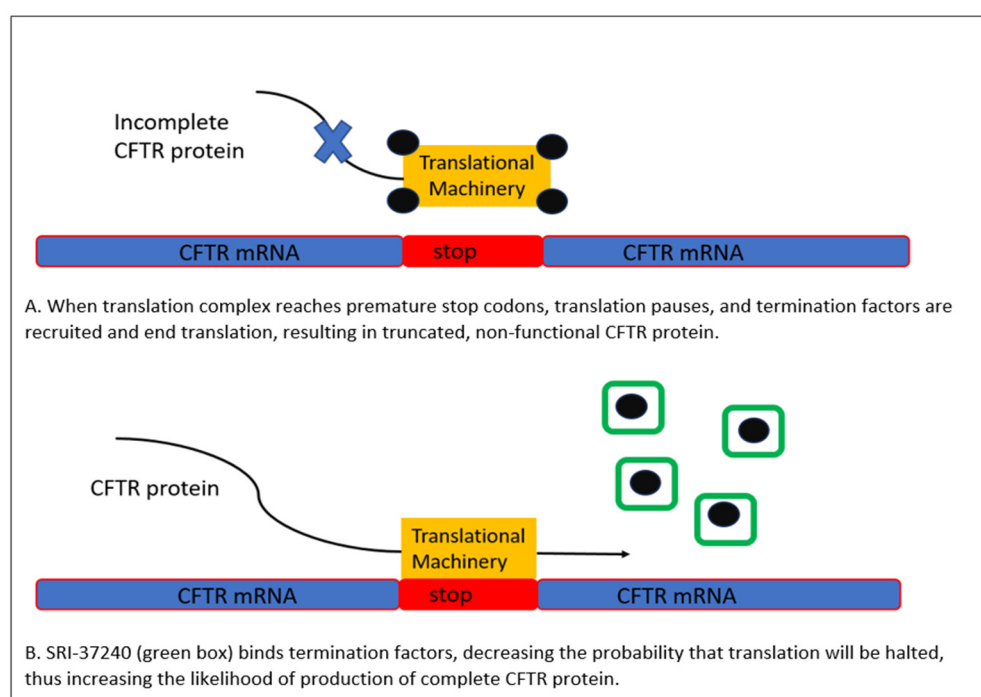 Incomplete
CFTR protein
Translational
Machinery
CFTR mRNA stop CFTR mRNA
A. When translation complex reaches premature stop codons, translation pauses, and termination factors are
recruited and end translation, resulting in truncated, non-functional CFTR protein.
CFTR protein
Translational
Machinery
CFTR mRNA stop CFTR mRNA
B. SRI-37240 (green box) binds termination factors, decreasing the probability that translation will be halted,
thus increasing the likelihood of production of complete CFTR protein.